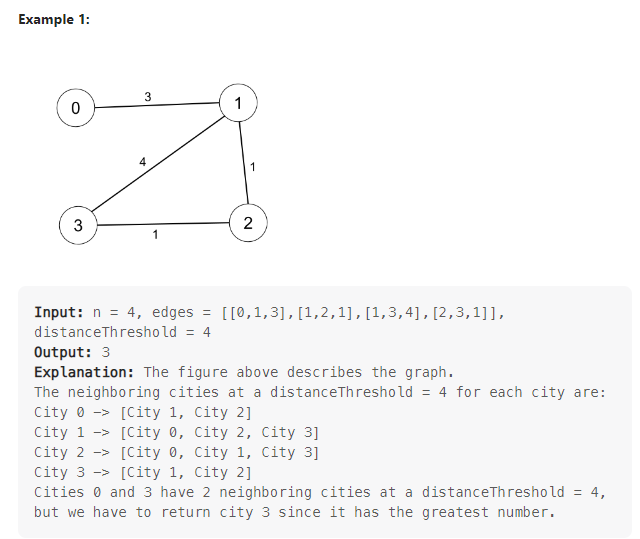 Example 1:
3
0
1
4
1
3
2
1
Input: n = 4, edges = [[0,1,3],[1,2,1],[1,3,4],[2,3,1]],
distanceThreshold = 4
Output: 3
Explanation: The figure above describes the graph.
The neighboring cities at a distanceThreshold = 4 for each city are:
City 0 -> [City 1, City 2]
City 1 -> [City 0, City 2, City 3]
City 2 -> [City 0, City 1, City 3]
City 3 -> [City 1, City 2]
Cities 0 and 3 have 2 neighboring cities at a distanceThreshold = 4,
but we have to return city 3 since it has the greatest number.